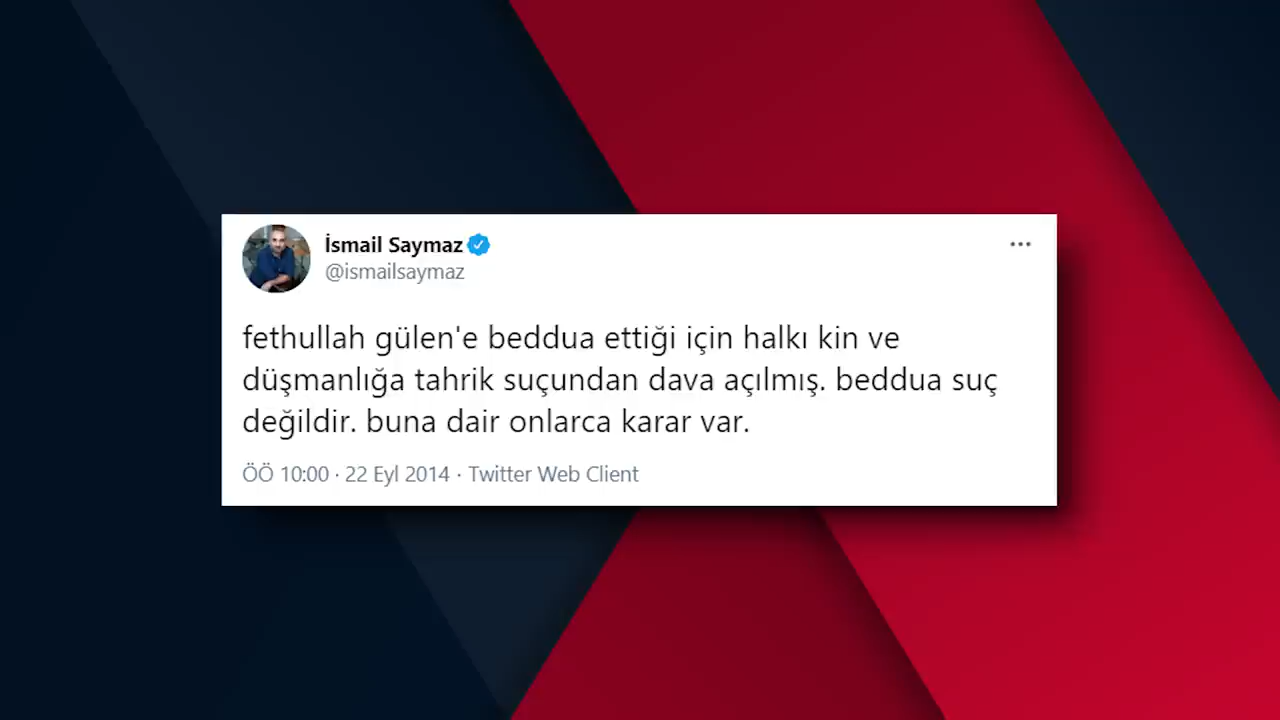 İsmail Saymaz
@ismailsaymaz
fethullah gülen'e beddua ettiği için halkı kin ve
düşmanlığa tahrik suçundan dava açılmış. beddua suç
değildir. buna dair onlarca karar var.
ÖÖ 10:00 · 22 Eyl 2014 · Twitter Web Client